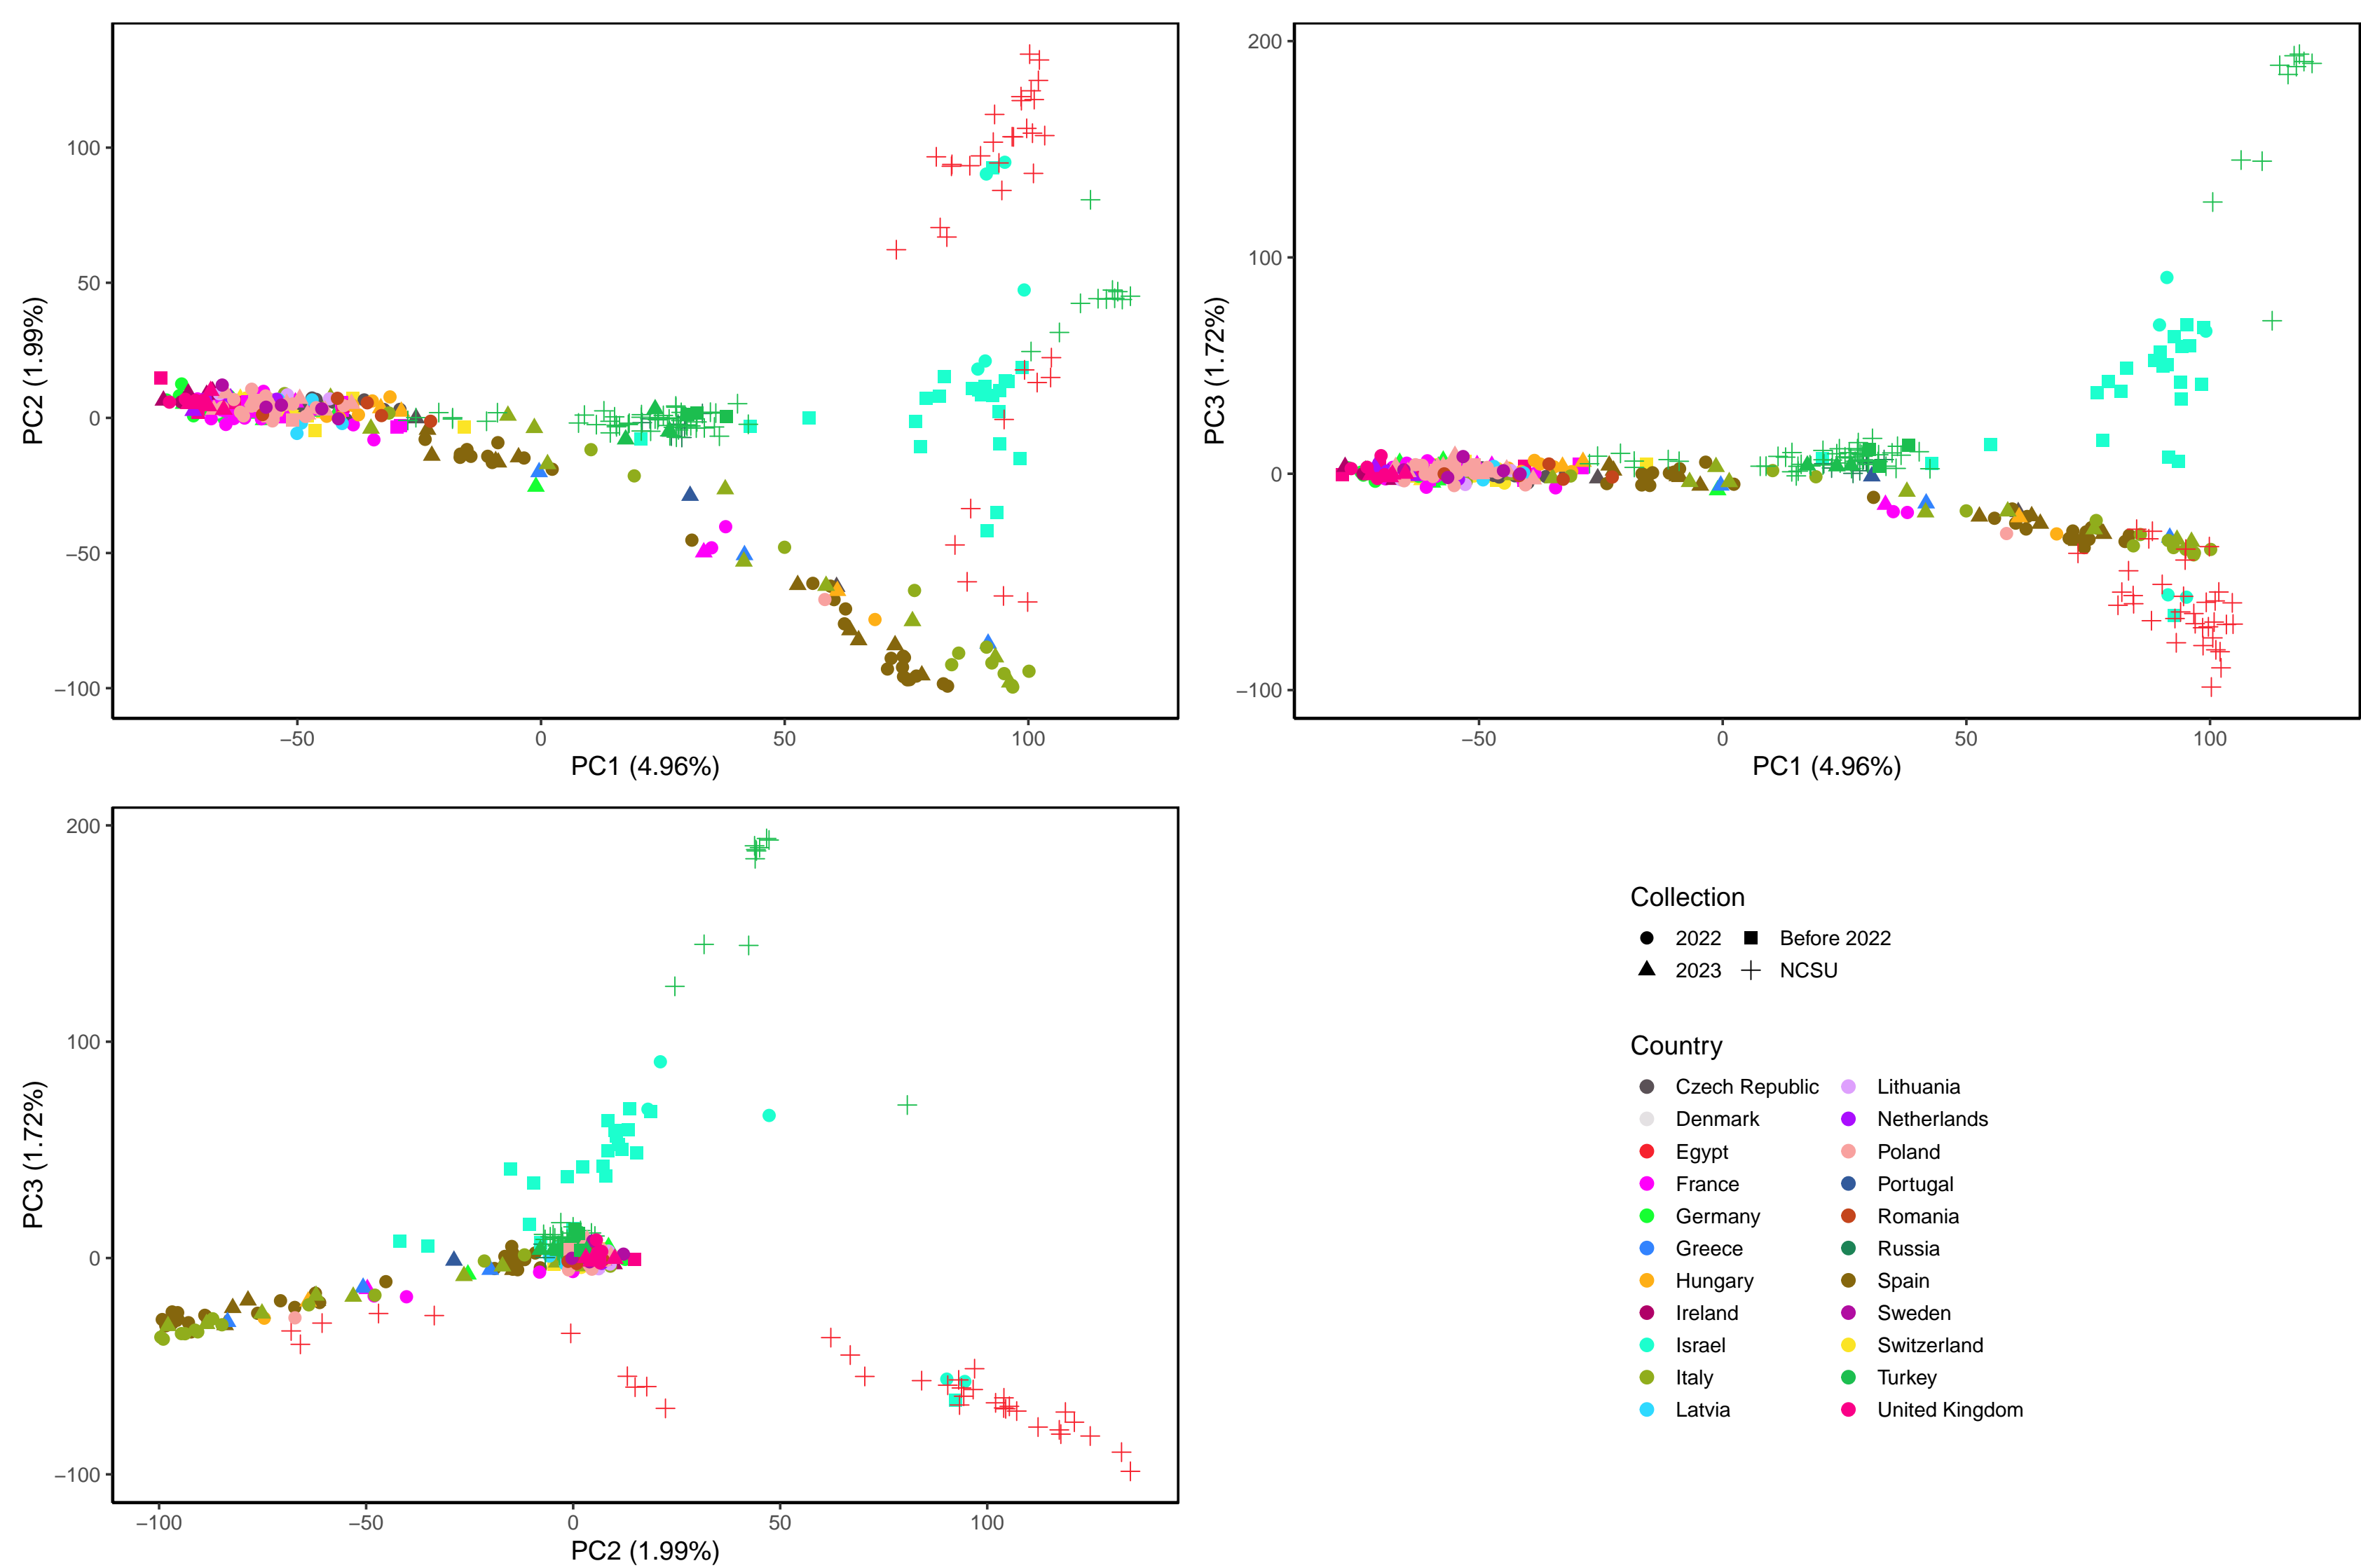 100
50
0
−50
−100
PC2 (1.99%)
−50
0
50
100
PC1 (4.96%)
200
100
0
−100
PC3 (1.72%)
−50
0
50
100
PC1 (4.96%)
200
100
0
−100
PC3 (1.72%)
−100
−50
0
50
100
PC2 (1.99%)
Collection
2022
Before 2022
2023
NCSU
Country
Czech Republic
Lithuania
Denmark
Netherlands
Egypt
Poland
France
Portugal
Germany
Romania
Greece
Russia
Hungary
Spain
Ireland
Sweden
Israel
Switzerland
Italy
Turkey
Latvia
United Kingdom